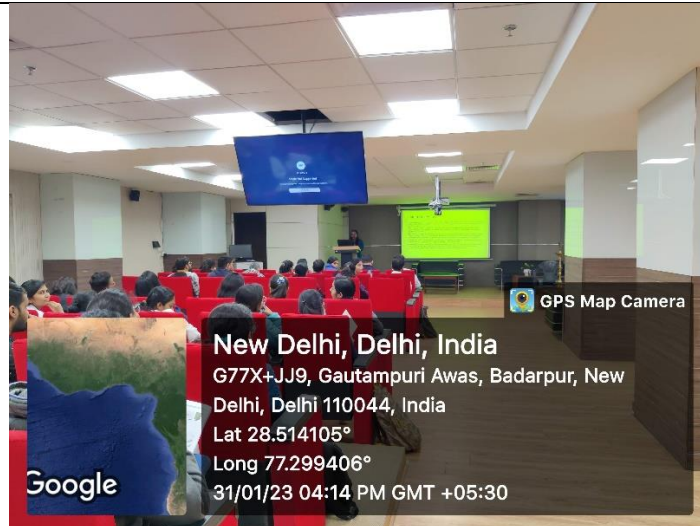 GPS Map Camera
New Delhi, Delhi, India
G77X+JJ9, Gautampuri Awas, Badarpur, New
Delhi, Delhi 110044, India
Lat 28.514105°
Long 77.299406°
31/01/23 04:14 PM GMT +05:30
Google